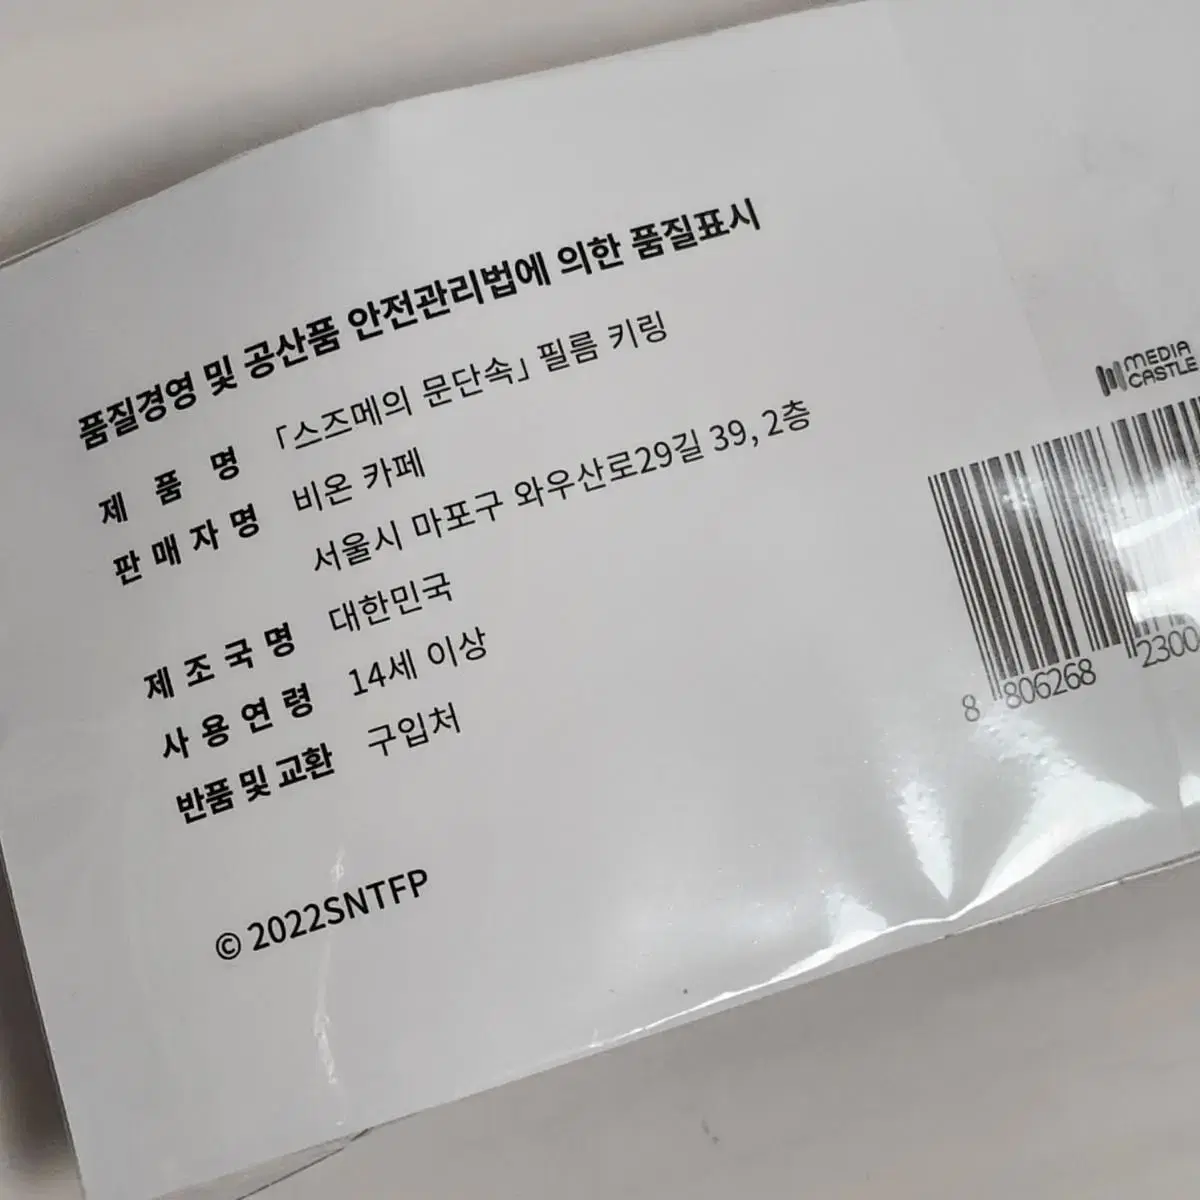 품질경영 및 공산품 안전관리법에 의한 품질표시
제 품 명 「스즈메의 문단속」 필름 키링
판 매 자 명 비온 카페
서울시 마포구 와우산로29길 39, 2층
제 조 국 명 대한민국
사 용 연 령 14세 이상
반품 및 교환 구입처
© 2022SNTFP
MEDIA
CASTLE
8 806268 2300